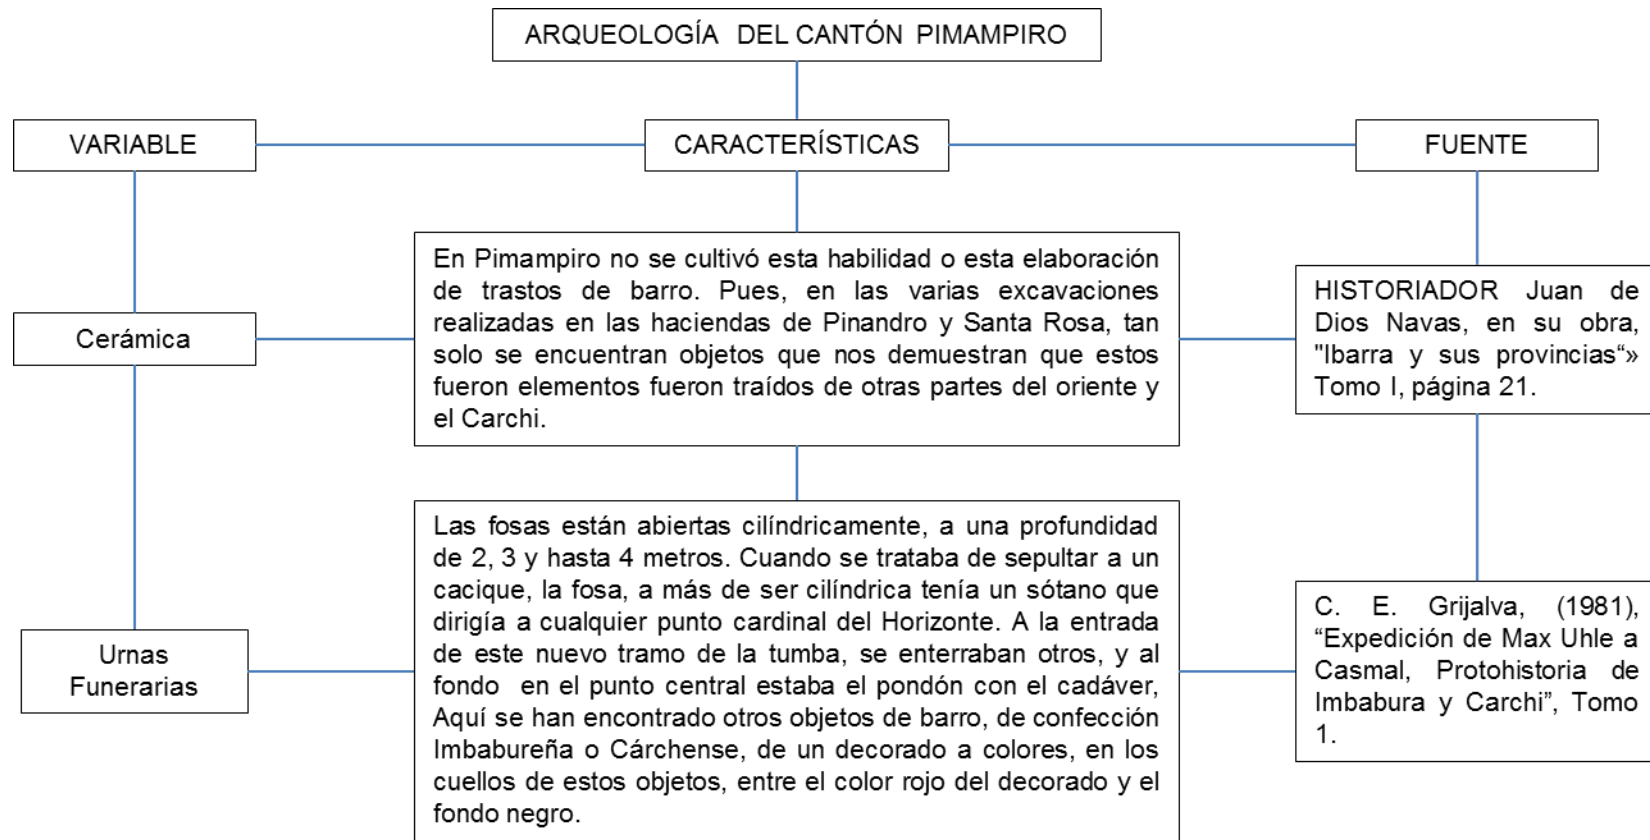 ARQUEOLOGÍA DEL CANTÓN PIMAMPIRO
VARIABLE
CARACTERÍSTICAS
FUENTE
Cerámica
En Pimampiro no se cultivó esta habilidad o esta elaboración
de trastos de barro. Pues, en las varias excavaciones
realizadas en las haciendas de Pinandro y Santa Rosa, tan
solo se encuentran objetos que nos demuestran que estos
fueron elementos fueron traídos de otras partes del oriente y
el Carchi.
HISTORIADOR Juan de
Dios Navas, en su obra,
"Ibarra y sus provincias“»
Tomo I, página 21.
Urnas
Funerarias
Las fosas están abiertas cilíndricamente, a una profundidad
de 2, 3 y hasta 4 metros. Cuando se trataba de sepultar a un
cacique, la fosa, a más de ser cilíndrica tenía un sótano que
dirigía a cualquier punto cardinal del Horizonte. A la entrada
de este nuevo tramo de la tumba, se enterraban otros, y al
fondo en el punto central estaba el pondón con el cadáver,
Aquí se han encontrado otros objetos de barro, de confección
Imbabureña o Cárchense, de un decorado a colores, en los
cuellos de estos objetos, entre el color rojo del decorado y el
fondo negro.
C. E. Grijalva, (1981),
“Expedición de Max Uhle a
Casmal, Protohistoria de
Imbabura y Carchi”, Tomo
1.